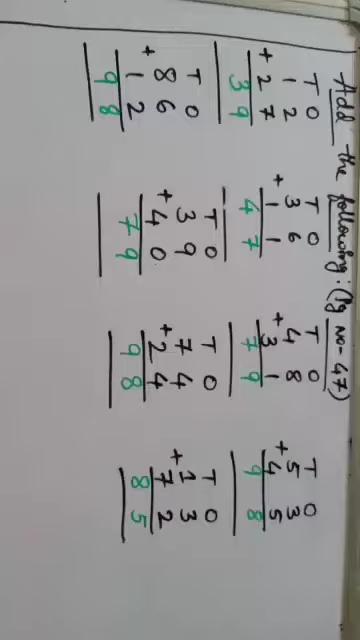 Add the following: (Pg no-47)
T O T O T O T O
1 2 3 6 4 8 5 3
+ 2 7 + 1 1 + 3 1 + 4 5
3 9 4 7 7 9 9 8
T O T O T O T O
8 6 3 9 7 4 1 3
+ 1 2 + 4 0 + 2 4 + 7 2
9 8 7 9 9 8 8 5